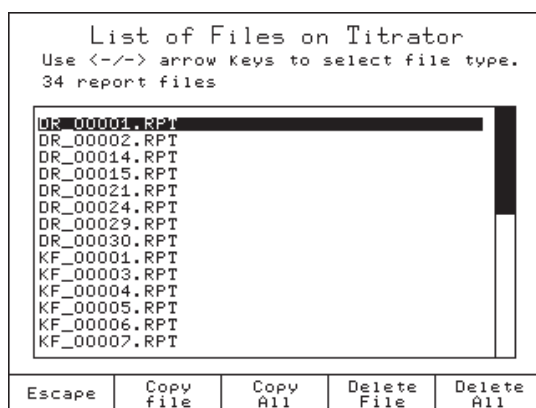 List of Files on Titrator
Use <-/-> arrow Keys to select file type.
34 report files
DR_00001.RPT
DR_00002.RPT
DR_00014.RPT
DR_00015.RPT
DR_00021.RPT
DR_00024.RPT
DR_00029.RPT
DR_00030.RPT
KF_00001.RPT
KF_00003.RPT
KF_00004.RPT
KF_00005.RPT
KF_00006.RPT
KF_00007.RPT
Escape
Copy
file
Copy
All
Delete
File
Delete
All